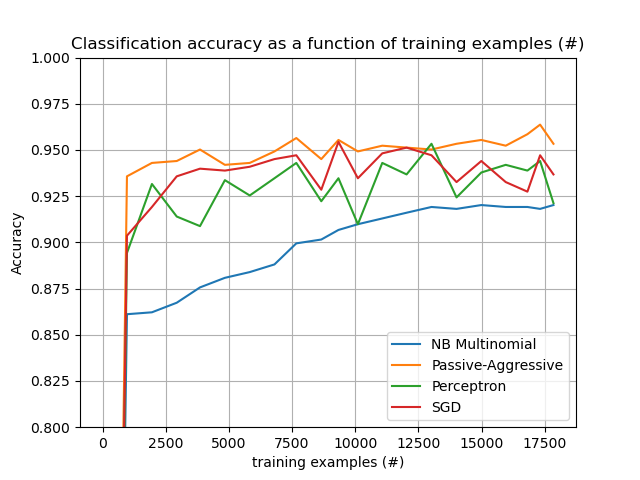 Classification accuracy as a function of training examples (#)
1.000
0.975
0.950
0.925
0.900
0.875
0.850
0.825
0.800
Accuracy
NB Multinomial
Passive-Aggressive
Perceptron
SGD
0 2500 5000 7500 10000 12500 15000 17500
training examples (#)